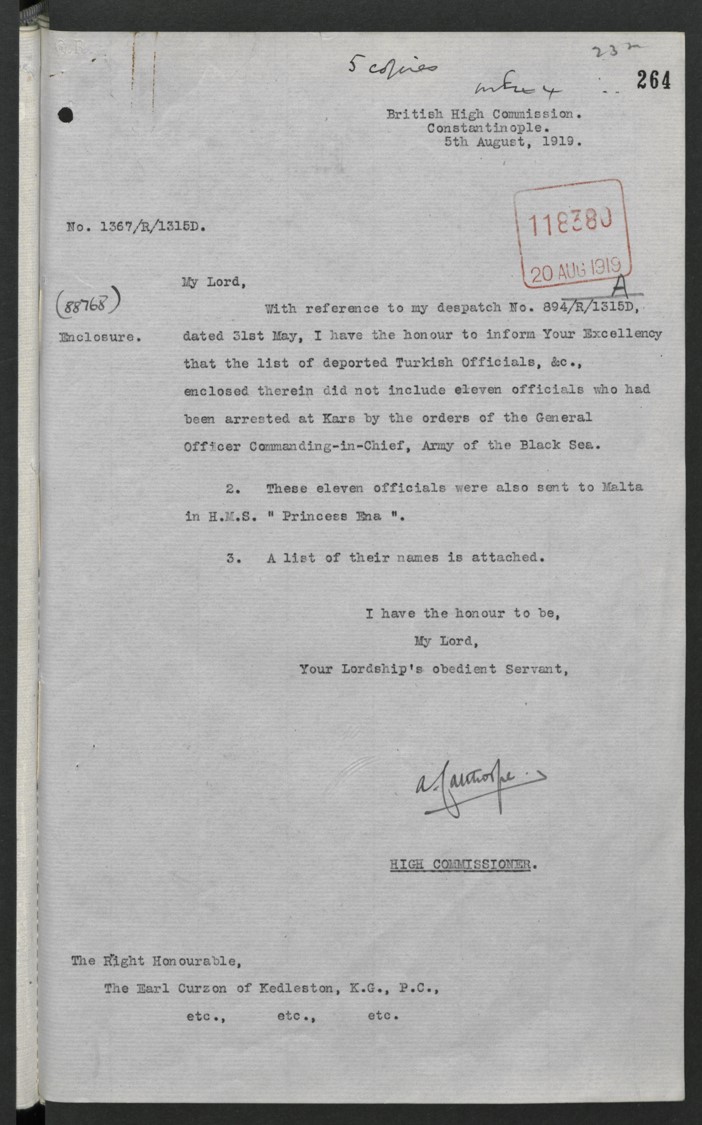 5 copies
264
British High Commission.
Constantinople.
5th August, 1919.
No. 1367/R/1315D.
118380
20 AUG 1919
A
My Lord,
(88768)
With reference to my despatch No. 894/R/1315D,
Enclosure.
dated 31st May, I have the honour to inform Your Excellency
that the list of deported Turkish Officials, &c.,
enclosed therein did not include eleven officials who had
been arrested at Kars by the orders of the General
Officer Commanding-in-Chief, Army of the Black Sea.
2. These eleven officials were also sent to Malta
in H.M.S. " Princess Ena ".
3. A list of their names is attached.
I have the honour to be,
My Lord,
Your Lordship's obedient Servant,
A. Calthorpe
HIGH COMMISSIONER.
The Right Honourable,
The Earl Curzon of Kedleston, K.G., P.C.,
etc., etc., etc.